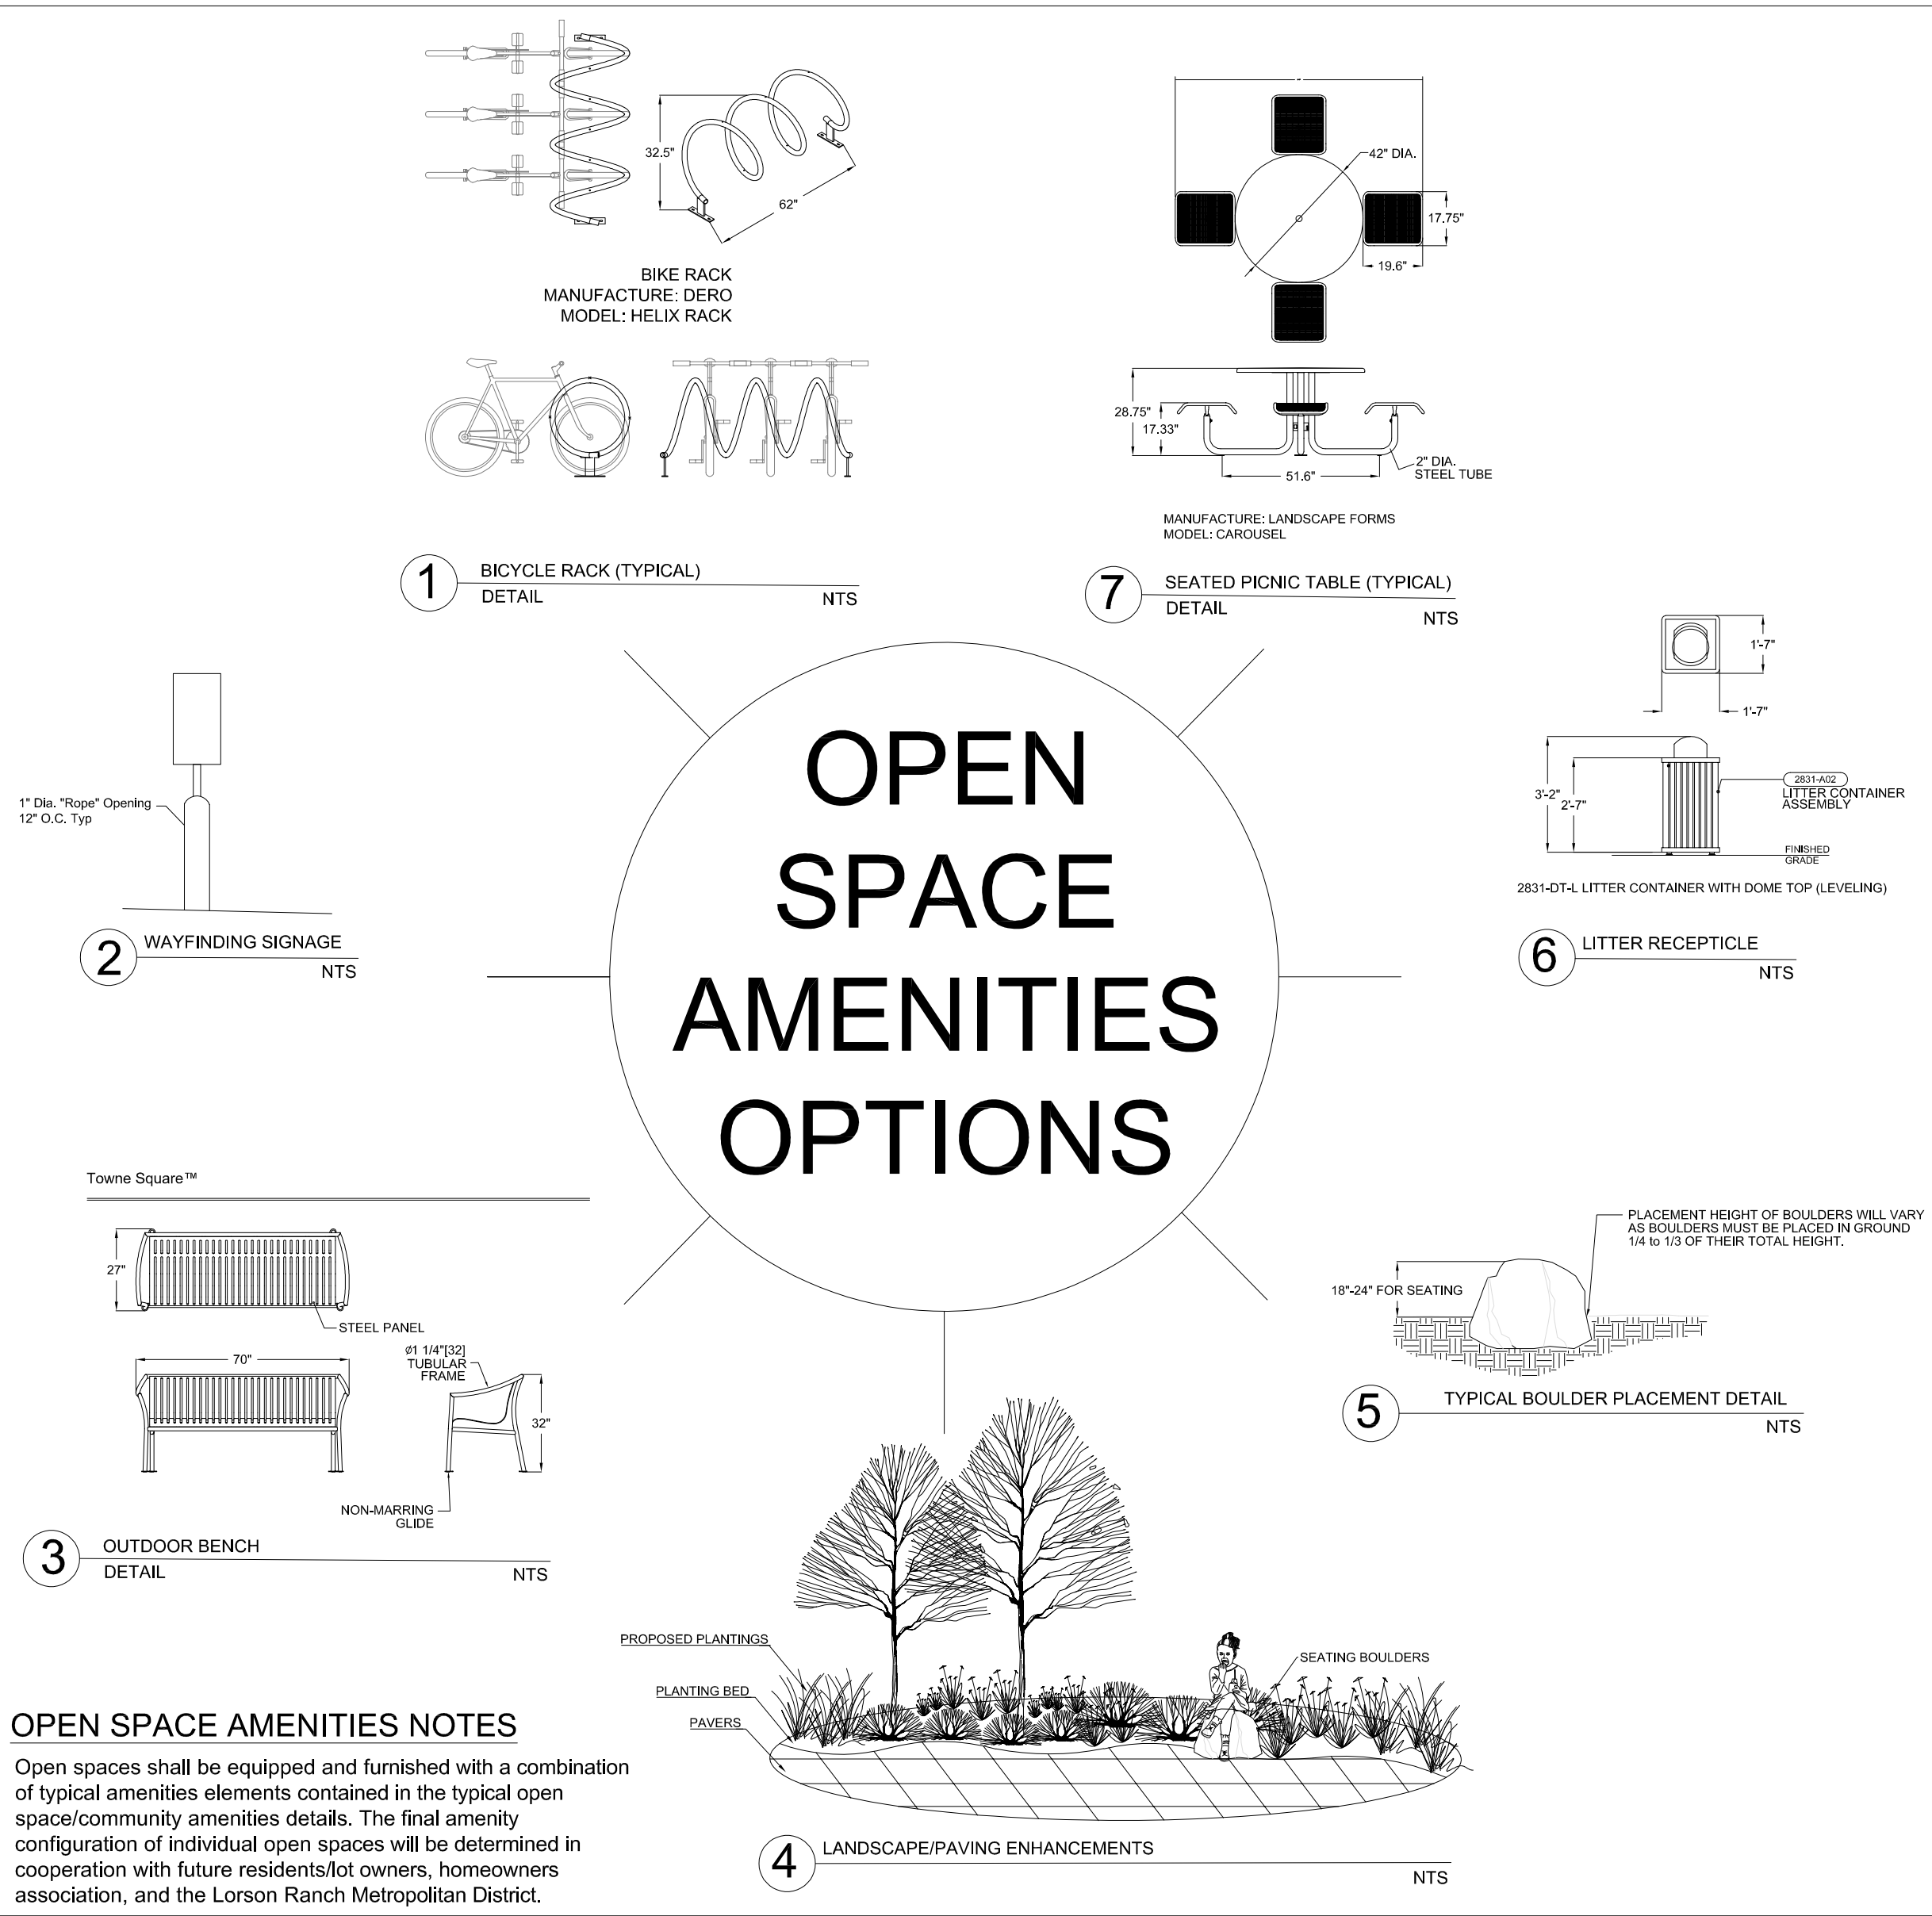 32.5"
62"
BIKE RACK
MANUFACTURE: DERO
MODEL: HELIX RACK
1
BICYCLE RACK (TYPICAL)
DETAIL
NTS
42" DIA.
17.75"
19.6"
28.75"
17.33"
51.6"
2" DIA.
STEEL TUBE
MANUFACTURE: LANDSCAPE FORMS
MODEL: CAROUSEL
7
SEATED PICNIC TABLE (TYPICAL)
DETAIL
NTS
1" Dia. "Rope" Opening
12" O.C. Typ
2
WAYFINDING SIGNAGE
NTS
OPEN
SPACE
AMENITIES
OPTIONS
1'-7"
1'-7"
3'-2"
2'-7"
2831-A02
LITTER CONTAINER
ASSEMBLY
FINISHED
GRADE
2831-DT-L LITTER CONTAINER WITH DOME TOP (LEVELING)
6
LITTER RECEPTICLE
NTS
Towne Square™
27"
STEEL PANEL
70"
Ø1 1/4"[32]
TUBULAR
FRAME
32"
NON-MARRING
GLIDE
3
OUTDOOR BENCH
DETAIL
NTS
PLACEMENT HEIGHT OF BOULDERS WILL VARY
AS BOULDERS MUST BE PLACED IN GROUND
1/4 to 1/3 OF THEIR TOTAL HEIGHT.
18"-24" FOR SEATING
5
TYPICAL BOULDER PLACEMENT DETAIL
NTS
PROPOSED PLANTINGS
PLANTING BED
PAVERS
SEATING BOULDERS
4
LANDSCAPE/PAVING ENHANCEMENTS
NTS
OPEN SPACE AMENITIES NOTES
Open spaces shall be equipped and furnished with a combination
of typical amenities elements contained in the typical open
space/community amenities details. The final amenity
configuration of individual open spaces will be determined in
cooperation with future residents/lot owners, homeowners
association, and the Lorson Ranch Metropolitan District.